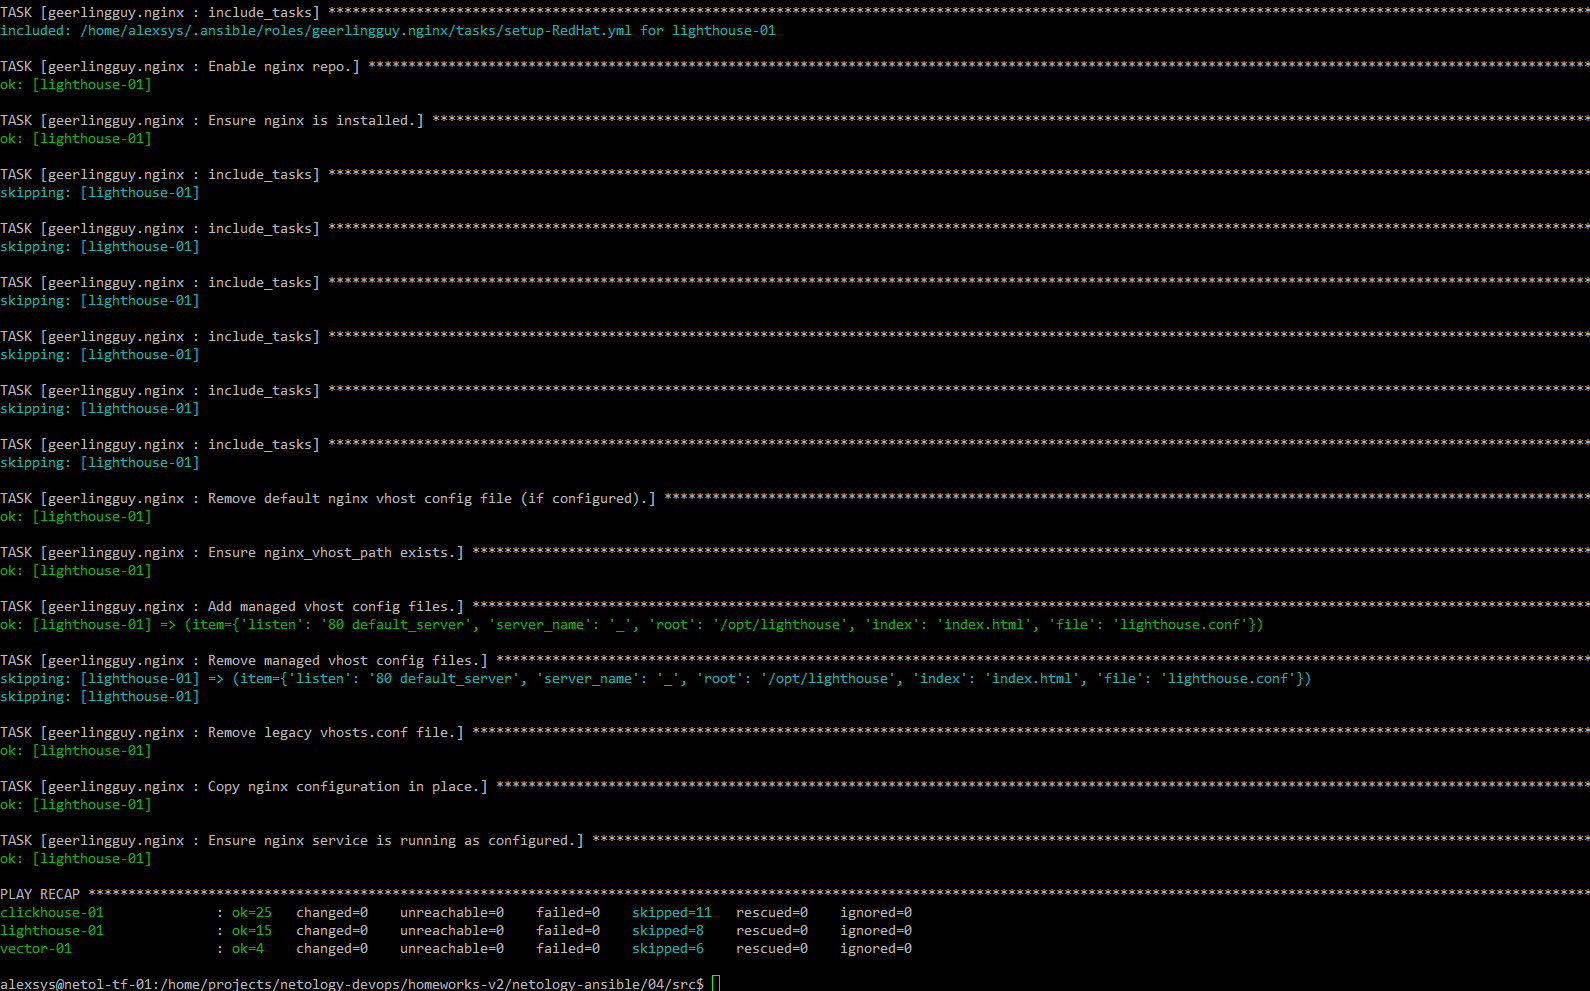 TASK [geerlingguy.nginx : include_tasks] ******************************************************************************************************************************************************************
included: /home/alexsys/.ansible/roles/geerlingguy.nginx/tasks/setup-RedHat.yml for lighthouse-01
TASK [geerlingguy.nginx : Enable nginx repo.] *************************************************************************************************************************************************************
ok: [lighthouse-01]
TASK [geerlingguy.nginx : Ensure nginx is installed.] *****************************************************************************************************************************************************
ok: [lighthouse-01]
TASK [geerlingguy.nginx : include_tasks] ******************************************************************************************************************************************************************
skipping: [lighthouse-01]
TASK [geerlingguy.nginx : include_tasks] ******************************************************************************************************************************************************************
skipping: [lighthouse-01]
TASK [geerlingguy.nginx : include_tasks] ******************************************************************************************************************************************************************
skipping: [lighthouse-01]
TASK [geerlingguy.nginx : include_tasks] ******************************************************************************************************************************************************************
skipping: [lighthouse-01]
TASK [geerlingguy.nginx : include_tasks] ******************************************************************************************************************************************************************
skipping: [lighthouse-01]
TASK [geerlingguy.nginx : include_tasks] ******************************************************************************************************************************************************************
skipping: [lighthouse-01]
TASK [geerlingguy.nginx : Remove default nginx vhost config file (if configured).] ************************************************************************************************************************
ok: [lighthouse-01]
TASK [geerlingguy.nginx : Ensure nginx_vhost_path exists.] ************************************************************************************************************************************************
ok: [lighthouse-01]
TASK [geerlingguy.nginx : Add managed vhost config files.] ************************************************************************************************************************************************
ok: [lighthouse-01] => (item={'listen': '80 default_server', 'server_name': '_', 'root': '/opt/lighthouse', 'index': 'index.html', 'file': 'lighthouse.conf'})
TASK [geerlingguy.nginx : Remove managed vhost config files.] *********************************************************************************************************************************************
skipping: [lighthouse-01] => (item={'listen': '80 default_server', 'server_name': '_', 'root': '/opt/lighthouse', 'index': 'index.html', 'file': 'lighthouse.conf'})
skipping: [lighthouse-01]
TASK [geerlingguy.nginx : Remove legacy vhosts.conf file.] ************************************************************************************************************************************************
ok: [lighthouse-01]
TASK [geerlingguy.nginx : Copy nginx configuration in place.] *********************************************************************************************************************************************
ok: [lighthouse-01]
TASK [geerlingguy.nginx : Ensure nginx service is running as configured.] *********************************************************************************************************************************
ok: [lighthouse-01]
PLAY RECAP ************************************************************************************************************************************************************************************************
clickhouse-01 : ok=25 changed=0 unreachable=0 failed=0 skipped=11 rescued=0 ignored=0
lighthouse-01 : ok=15 changed=0 unreachable=0 failed=0 skipped=8 rescued=0 ignored=0
vector-01 : ok=4 changed=0 unreachable=0 failed=0 skipped=6 rescued=0 ignored=0
alexsys@netol-tf-01:/home/projects/netology-devops/homeworks-v2/netology-ansible/04/src$